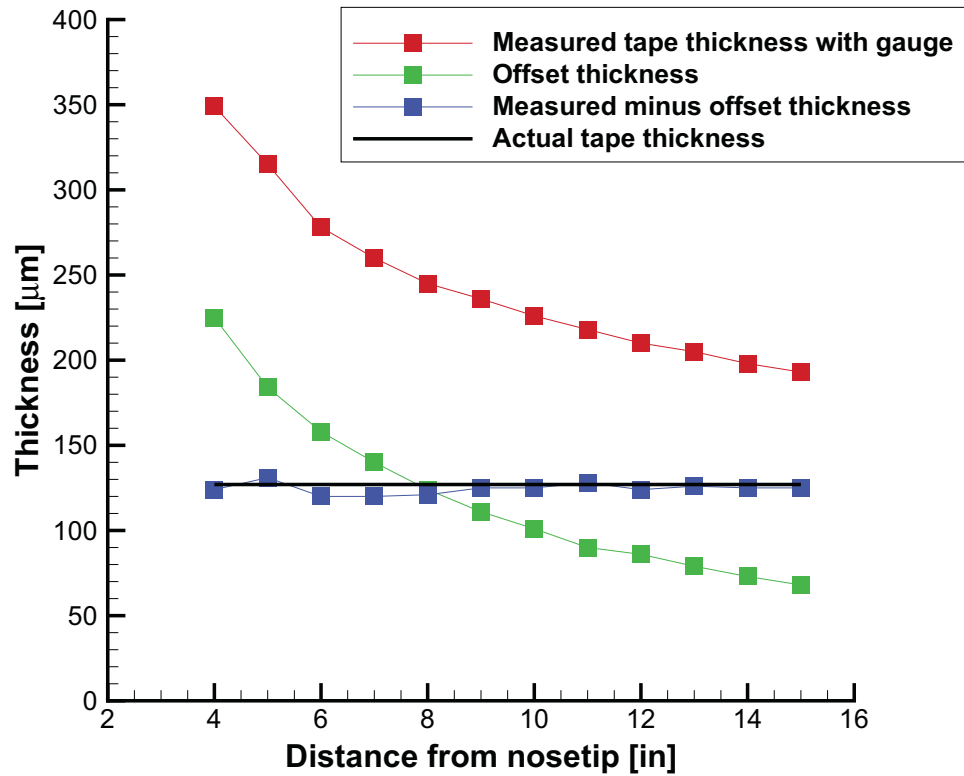 400
350
300
250
200
150
100
50
0
Thickness [μm]
Measured tape thickness with gauge
Offset thickness
Measured minus offset thickness
Actual tape thickness
2 4 6 8 10 12 14 16
Distance from nosetip [in]